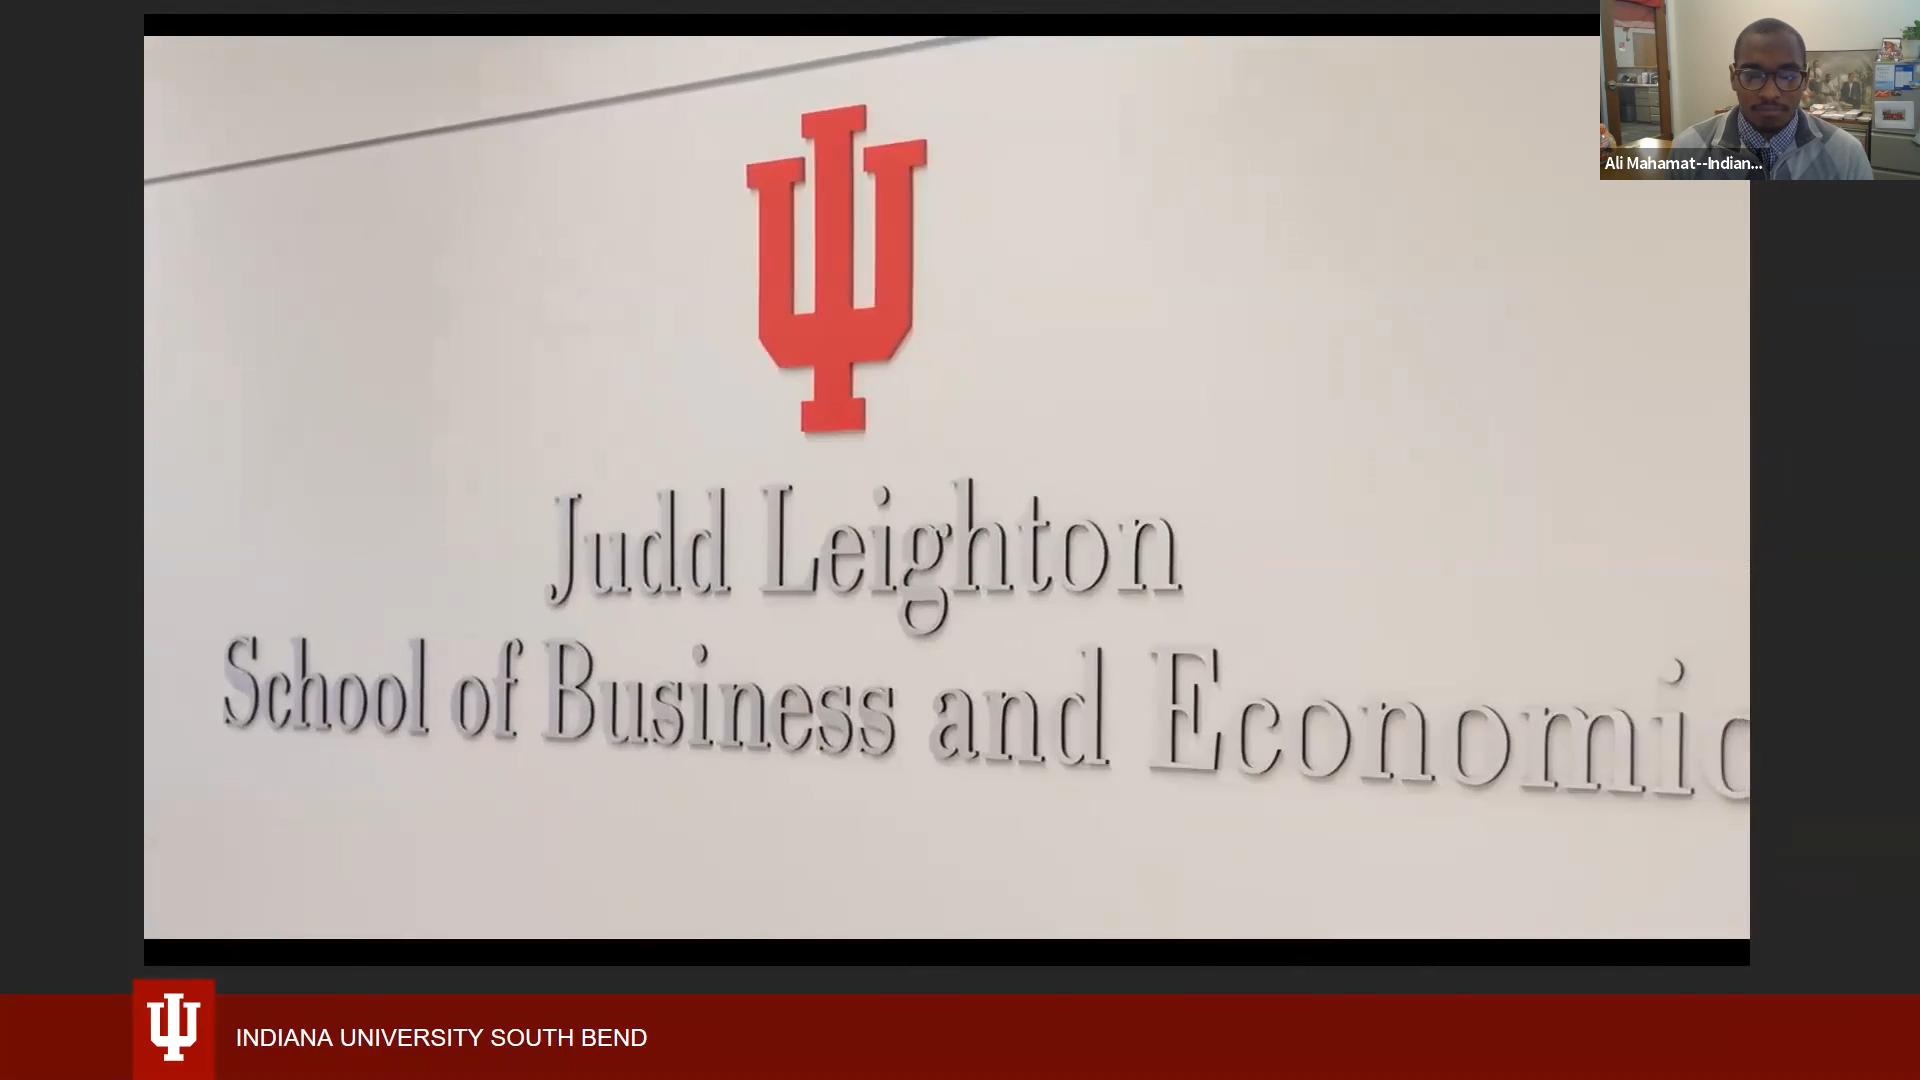 Ali Mahamat--Indian...
Judd Leighton
School of Business and Economic
INDIANA UNIVERSITY SOUTH BEND